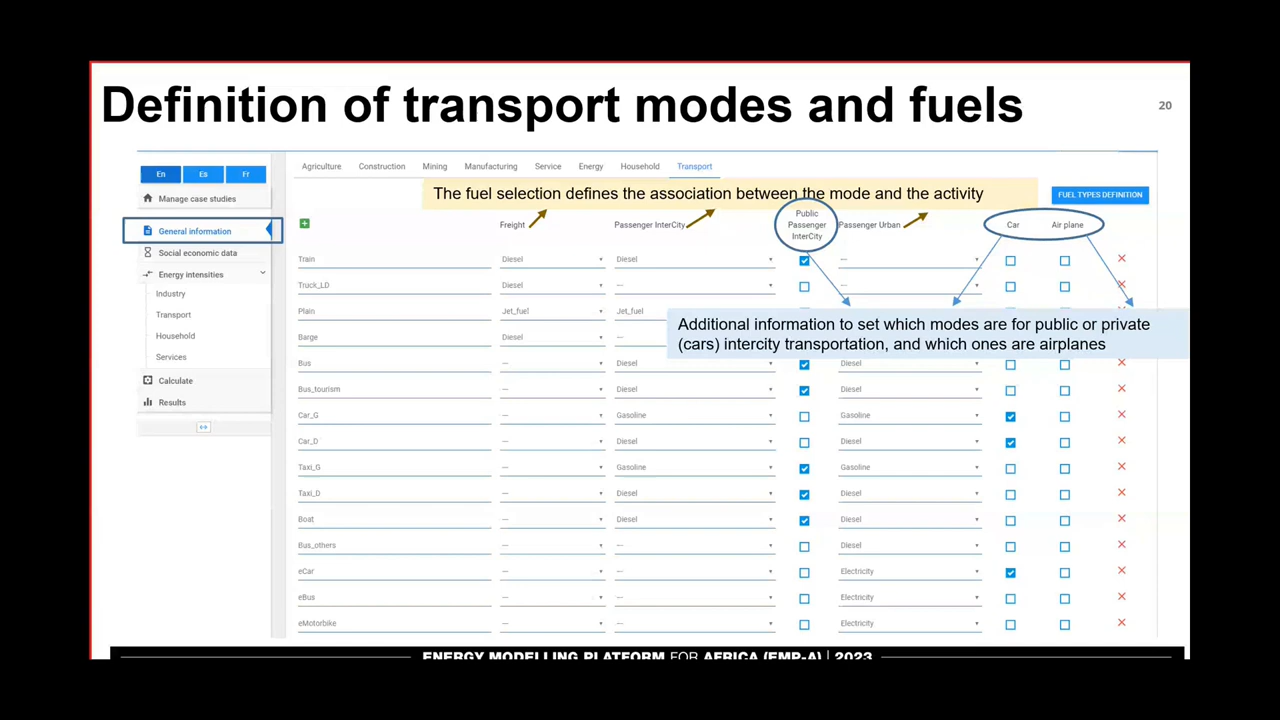 Definition of transport modes and fuels
20
En Es Fr
Manage case studies
General information
Social economic data
Energy intensities
Industry
Transport
Household
Services
Calculate
Results
Agriculture Construction Mining Manufacturing Service Energy Household Transport
The fuel selection defines the association between the mode and the activity
FUEL TYPES DEFINITION
Freight Passenger InterCity Public Passenger InterCity Passenger Urban Car Air plane
Train Diesel Diesel ---
Truck_LD Diesel --- ---
Plain Jet_fuel Jet_fuel
Barge Diesel ---
Additional information to set which modes are for public or private
(cars) intercity transportation, and which ones are airplanes
Bus --- Diesel Diesel
Bus_tourism --- Diesel Diesel
Car_G --- Gasoline Gasoline
Car_D --- Diesel Diesel
Taxi_G --- Gasoline Gasoline
Taxi_D --- Diesel Diesel
Boat --- Diesel Diesel
Bus_others --- --- Diesel
eCar --- --- Electricity
eBus --- --- Electricity
eMotorbike --- --- Electricity
ENERGY MODELLING PLATFORM FOR AFRICA (EMP-A) | 2023